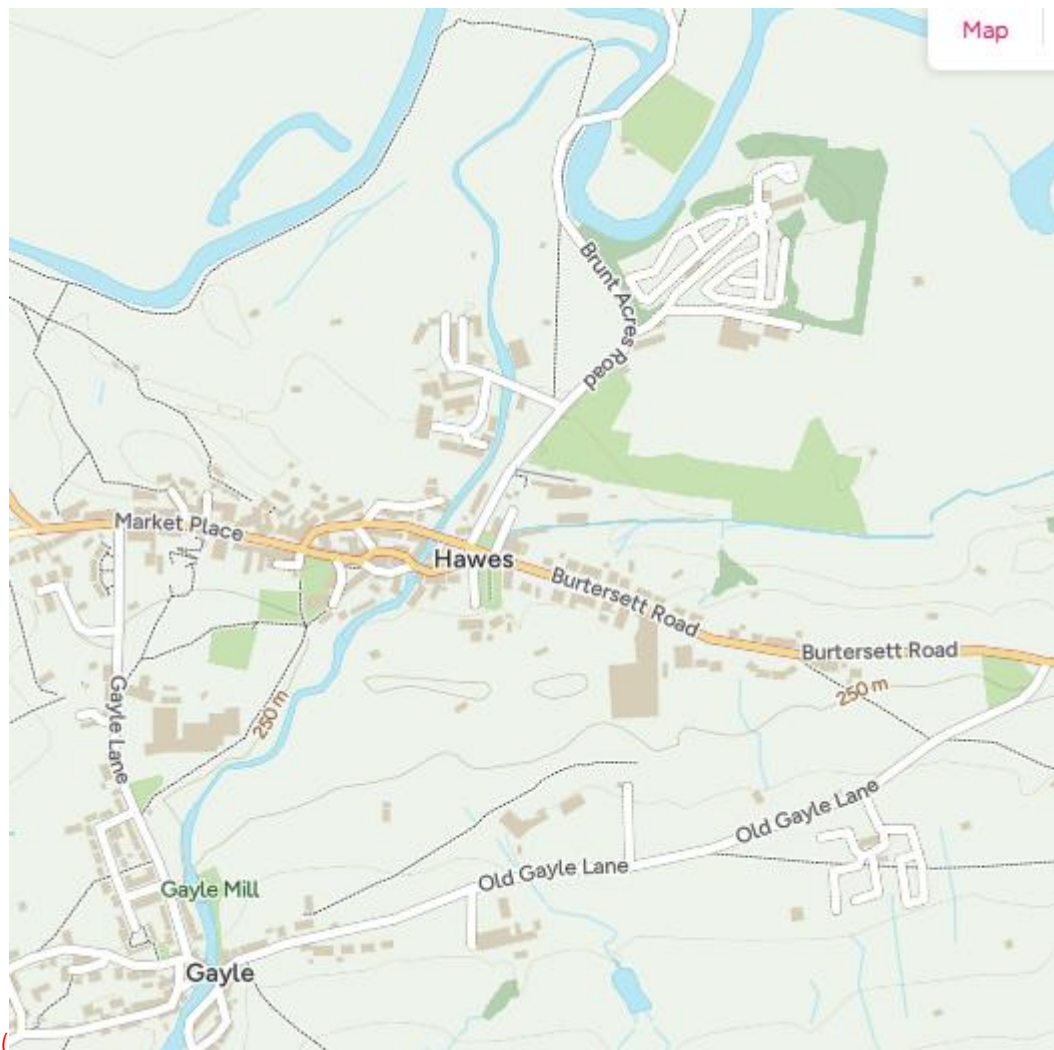 Map
Brunt Acres Road
Market Place
Hawes
Burtersett Road
Burtersett Road
250 m
250 m
Gayle Lane
Old Gayle Lane
Old Gayle Lane
Gayle Mill
Gayle
(